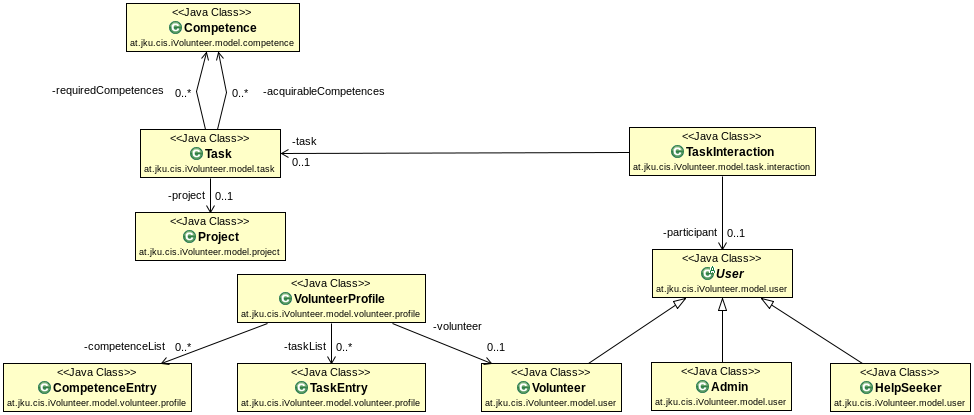 <<Java Class>>
Competence
at.jku.cis.iVolunteer.model.competence
-requiredCompetences
0..*
0..*
-acquirableCompetences
<<Java Class>>
Task
at.jku.cis.iVolunteer.model.task
-task
0..1
<<Java Class>>
TaskInteraction
at.jku.cis.iVolunteer.model.task.interaction
-project
0..1
<<Java Class>>
Project
at.jku.cis.iVolunteer.model.project
-participant
0..1
<<Java Class>>
User
at.jku.cis.iVolunteer.model.user
<<Java Class>>
VolunteerProfile
at.jku.cis.iVolunteer.model.volunteer.profile
-competenceList
0..*
-taskList
0..*
-volunteer
0..1
<<Java Class>>
CompetenceEntry
at.jku.cis.iVolunteer.model.volunteer.profile
<<Java Class>>
TaskEntry
at.jku.cis.iVolunteer.model.volunteer.profile
<<Java Class>>
Volunteer
at.jku.cis.iVolunteer.model.user
<<Java Class>>
Admin
at.jku.cis.iVolunteer.model.user
<<Java Class>>
HelpSeeker
at.jku.cis.iVolunteer.model.user